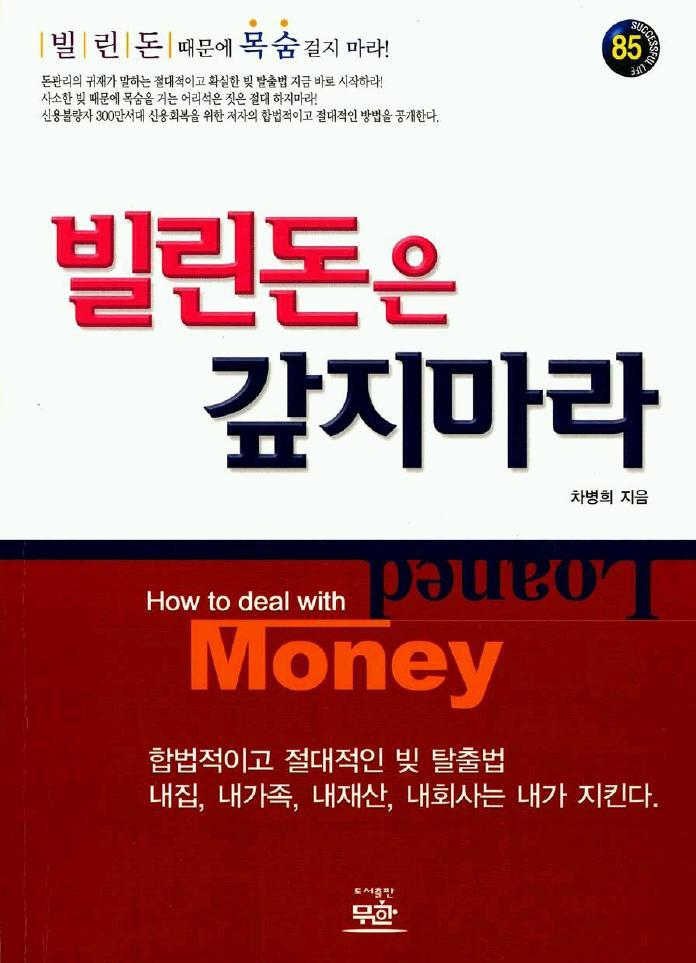 빌린돈 때문에 목숨 걸지 마라!
85
SUCCESSFUL LIFE
돈관리의 귀재가 말하는 절대적이고 확실한 빚 탈출법 지금 바로 시작하라!
사소한 빚 때문에 목숨을 거는 어리석은 짓은 절대 하지마라!
신용불량자 300만시대 신용회복을 위한 저자의 합법적이고 절대적인 방법을 공개한다.
빌린돈은
갚지마라
차병희 지음
Loaned
How to deal with
Money
합법적이고 절대적인 빚 탈출법
내집, 내가족, 내재산, 내회사는 내가 지킨다.
도서출판
무한